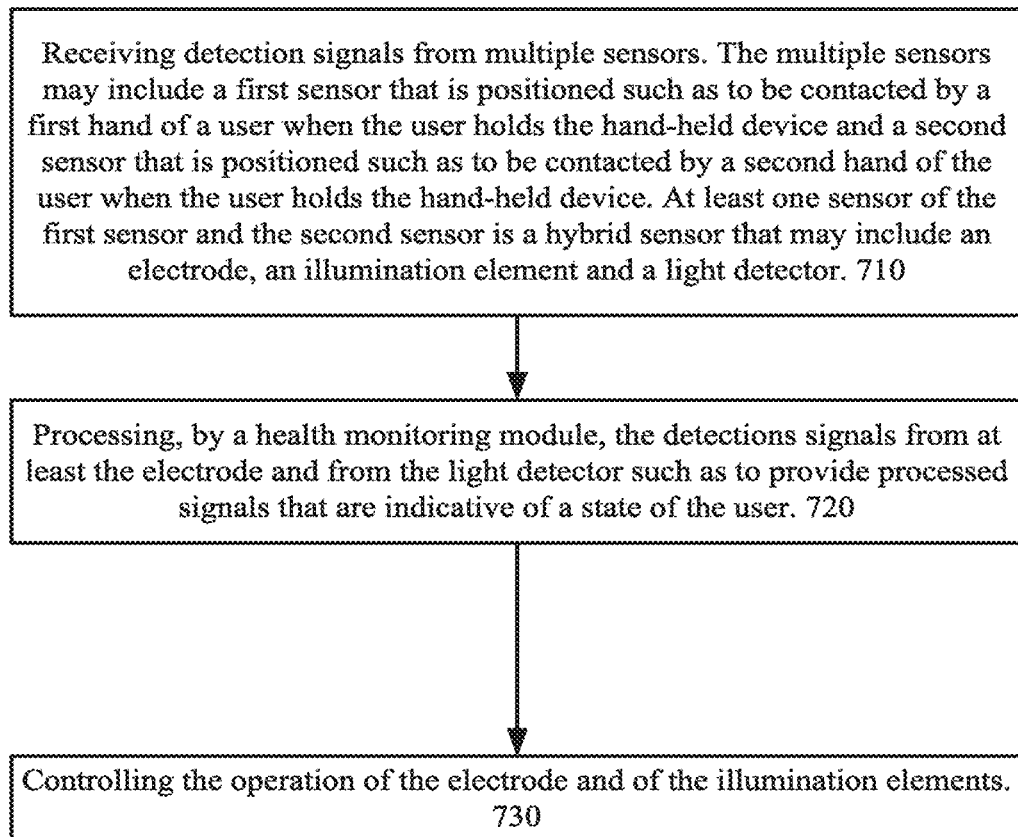 Receiving detection signals from multiple sensors. The multiple sensors
may include a first sensor that is positioned such as to be contacted by a
first hand of a user when the user holds the hand-held device and a second
sensor that is positioned such as to be contacted by a second hand of the
user when the user holds the hand-held device. At least one sensor of the
first sensor and the second sensor is a hybrid sensor that may include an
electrode, an illumination element and a light detector. 710
Processing, by a health monitoring module, the detections signals from at
least the electrode and from the light detector such as to provide processed
signals that are indicative of a state of the user. 720
Controlling the operation of the electrode and of the illumination elements.
730